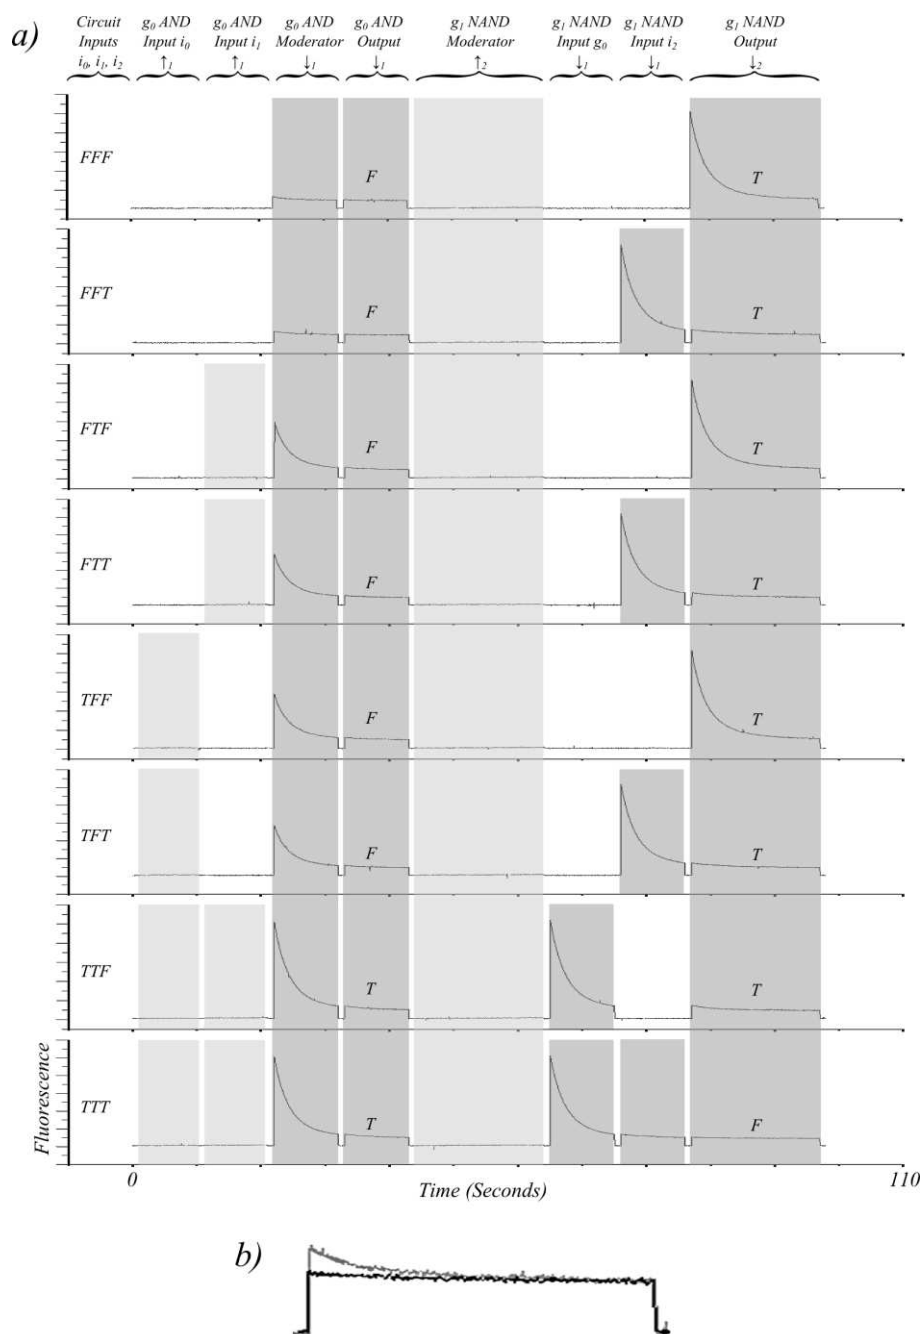 a)
Circuit Inputs i₀, i₁, i₂
g₀ AND Input i₀ ↑₁
g₀ AND Input i₁ ↑₁
g₀ AND Moderator ↓₁
g₀ AND Output ↓₁
g₁ NAND Moderator ↑₂
g₁ NAND Input g₀ ↓₁
g₁ NAND Input i₂ ↓₁
g₁ NAND Output ↓₂
FFF F T
FFT F T
FTF F T
FTT F T
TFF F T
TFT F T
TTF T T
TTT T F
Fluorescence
0 110
Time (Seconds)
b)